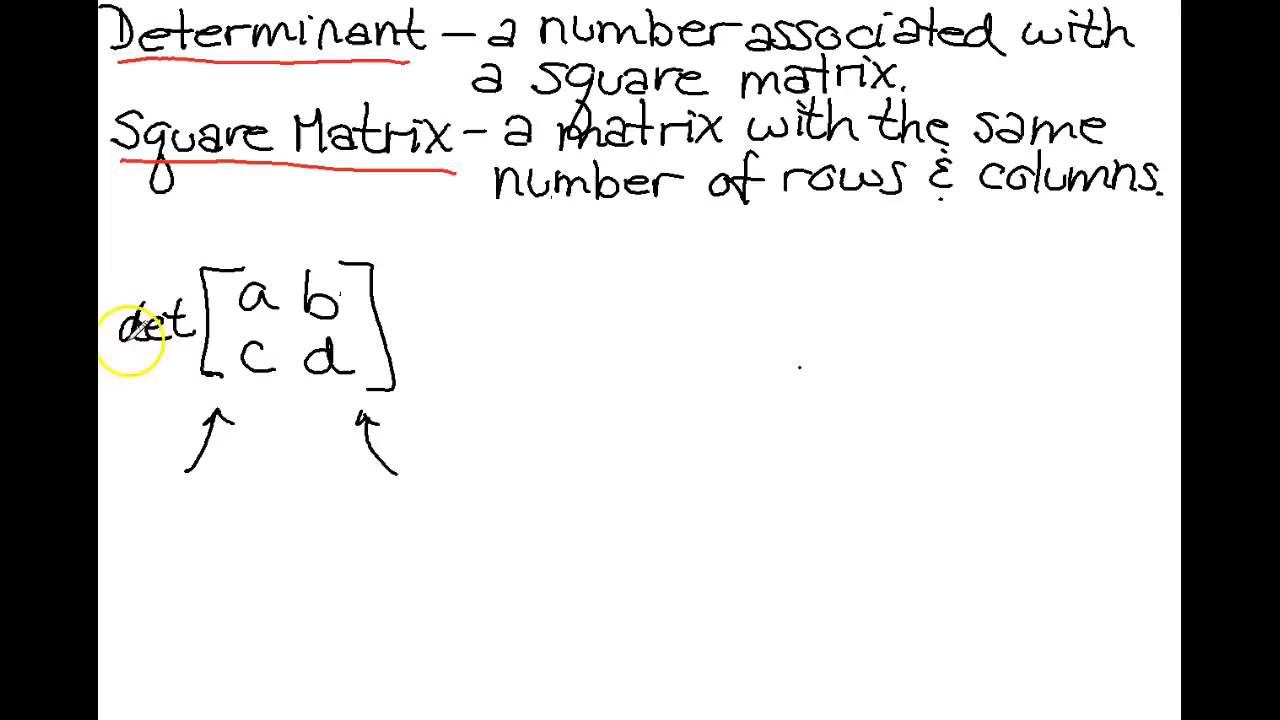 Determinant - a number associated with
a square matrix.
Square Matrix - a matrix with the same
number of rows & columns.
det [ a b
c d ]